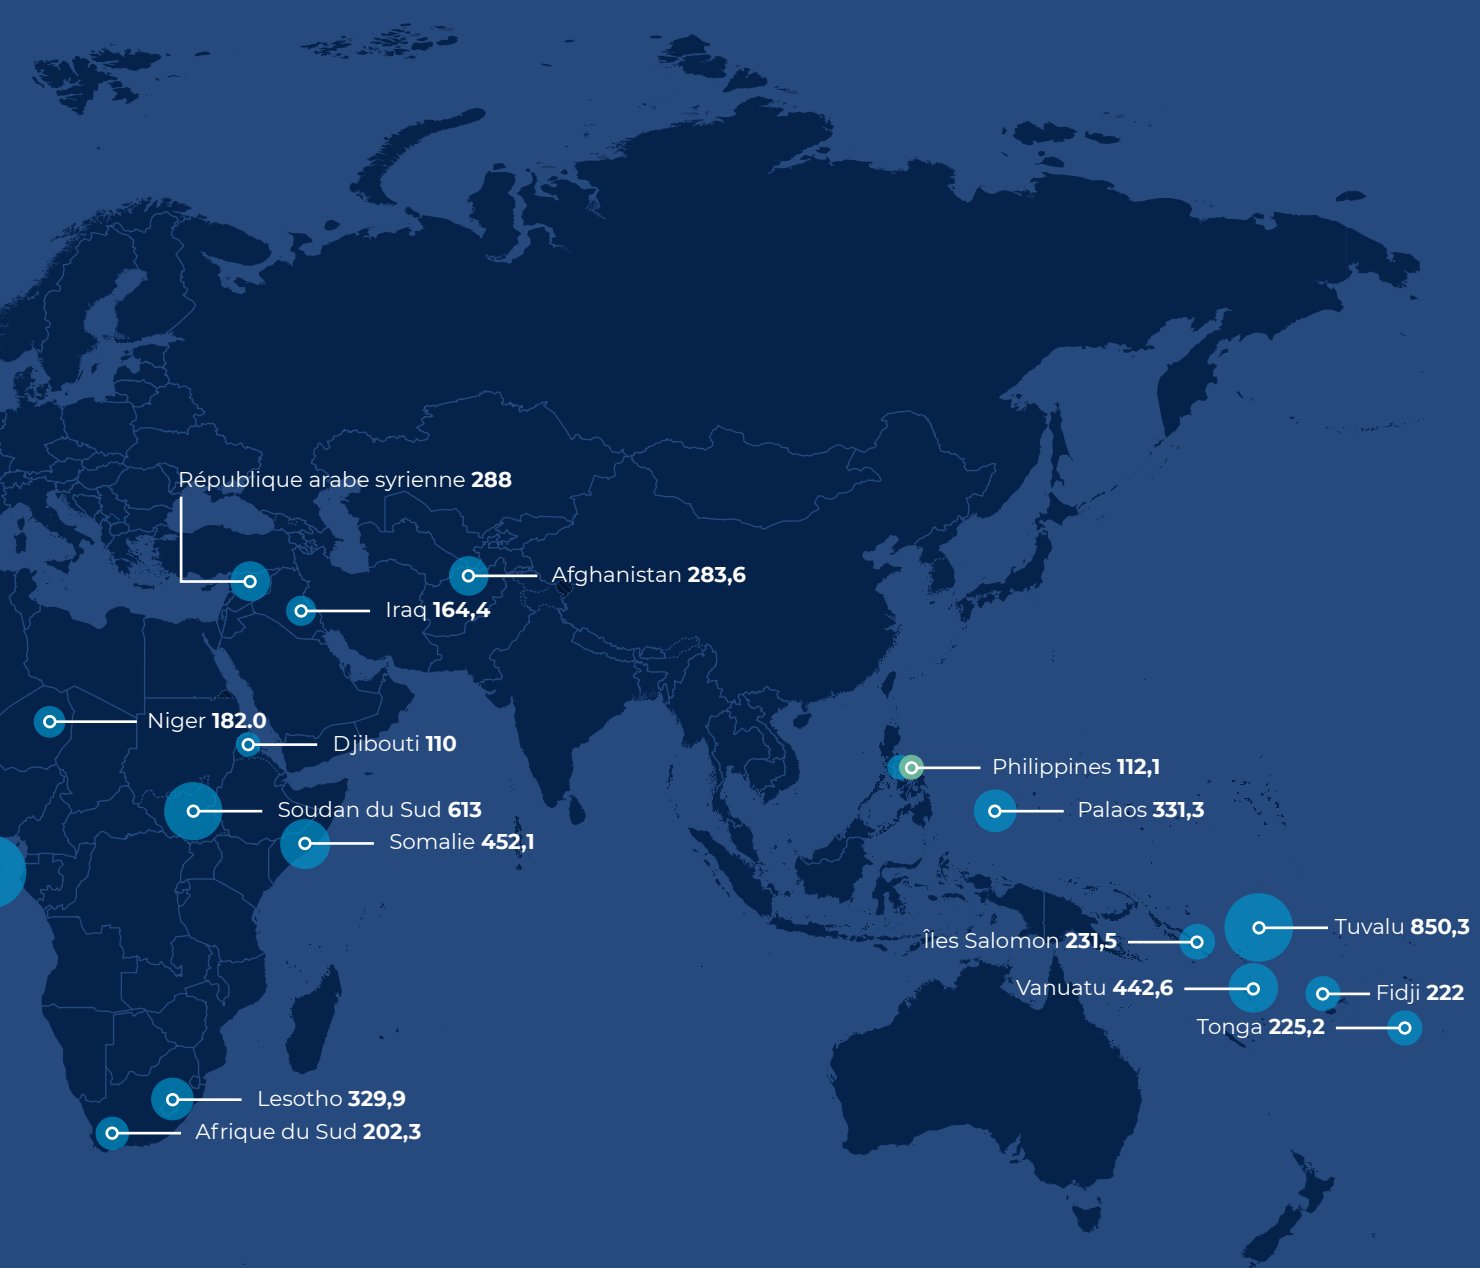 République arabe syrienne 288
Afghanistan 283,6
Iraq 164,4
Niger 182.0
Djibouti 110
Philippines 112,1
Soudan du Sud 613
Palaos 331,3
Somalie 452,1
Tuvalu 850,3
Îles Salomon 231,5
Vanuatu 442,6
Fidji 222
Tonga 225,2
Lesotho 329,9
Afrique du Sud 202,3